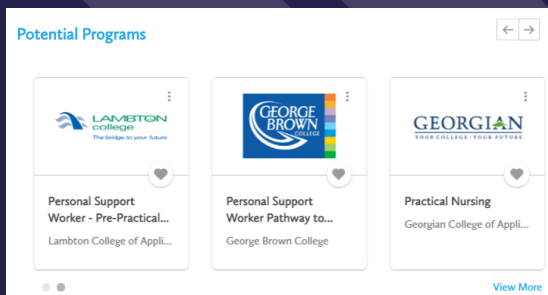 Potential Programs
LAMBTON
college
The bridge to your future
GEORGE
BROWN
COLLEGE
GEORGIAN
YOUR COLLEGE · YOUR FUTURE
Personal Support
Worker - Pre-Practical...
Lambton College of Appli...
Personal Support
Worker Pathway to...
George Brown College
Practical Nursing
Georgian College of Appli...
View More